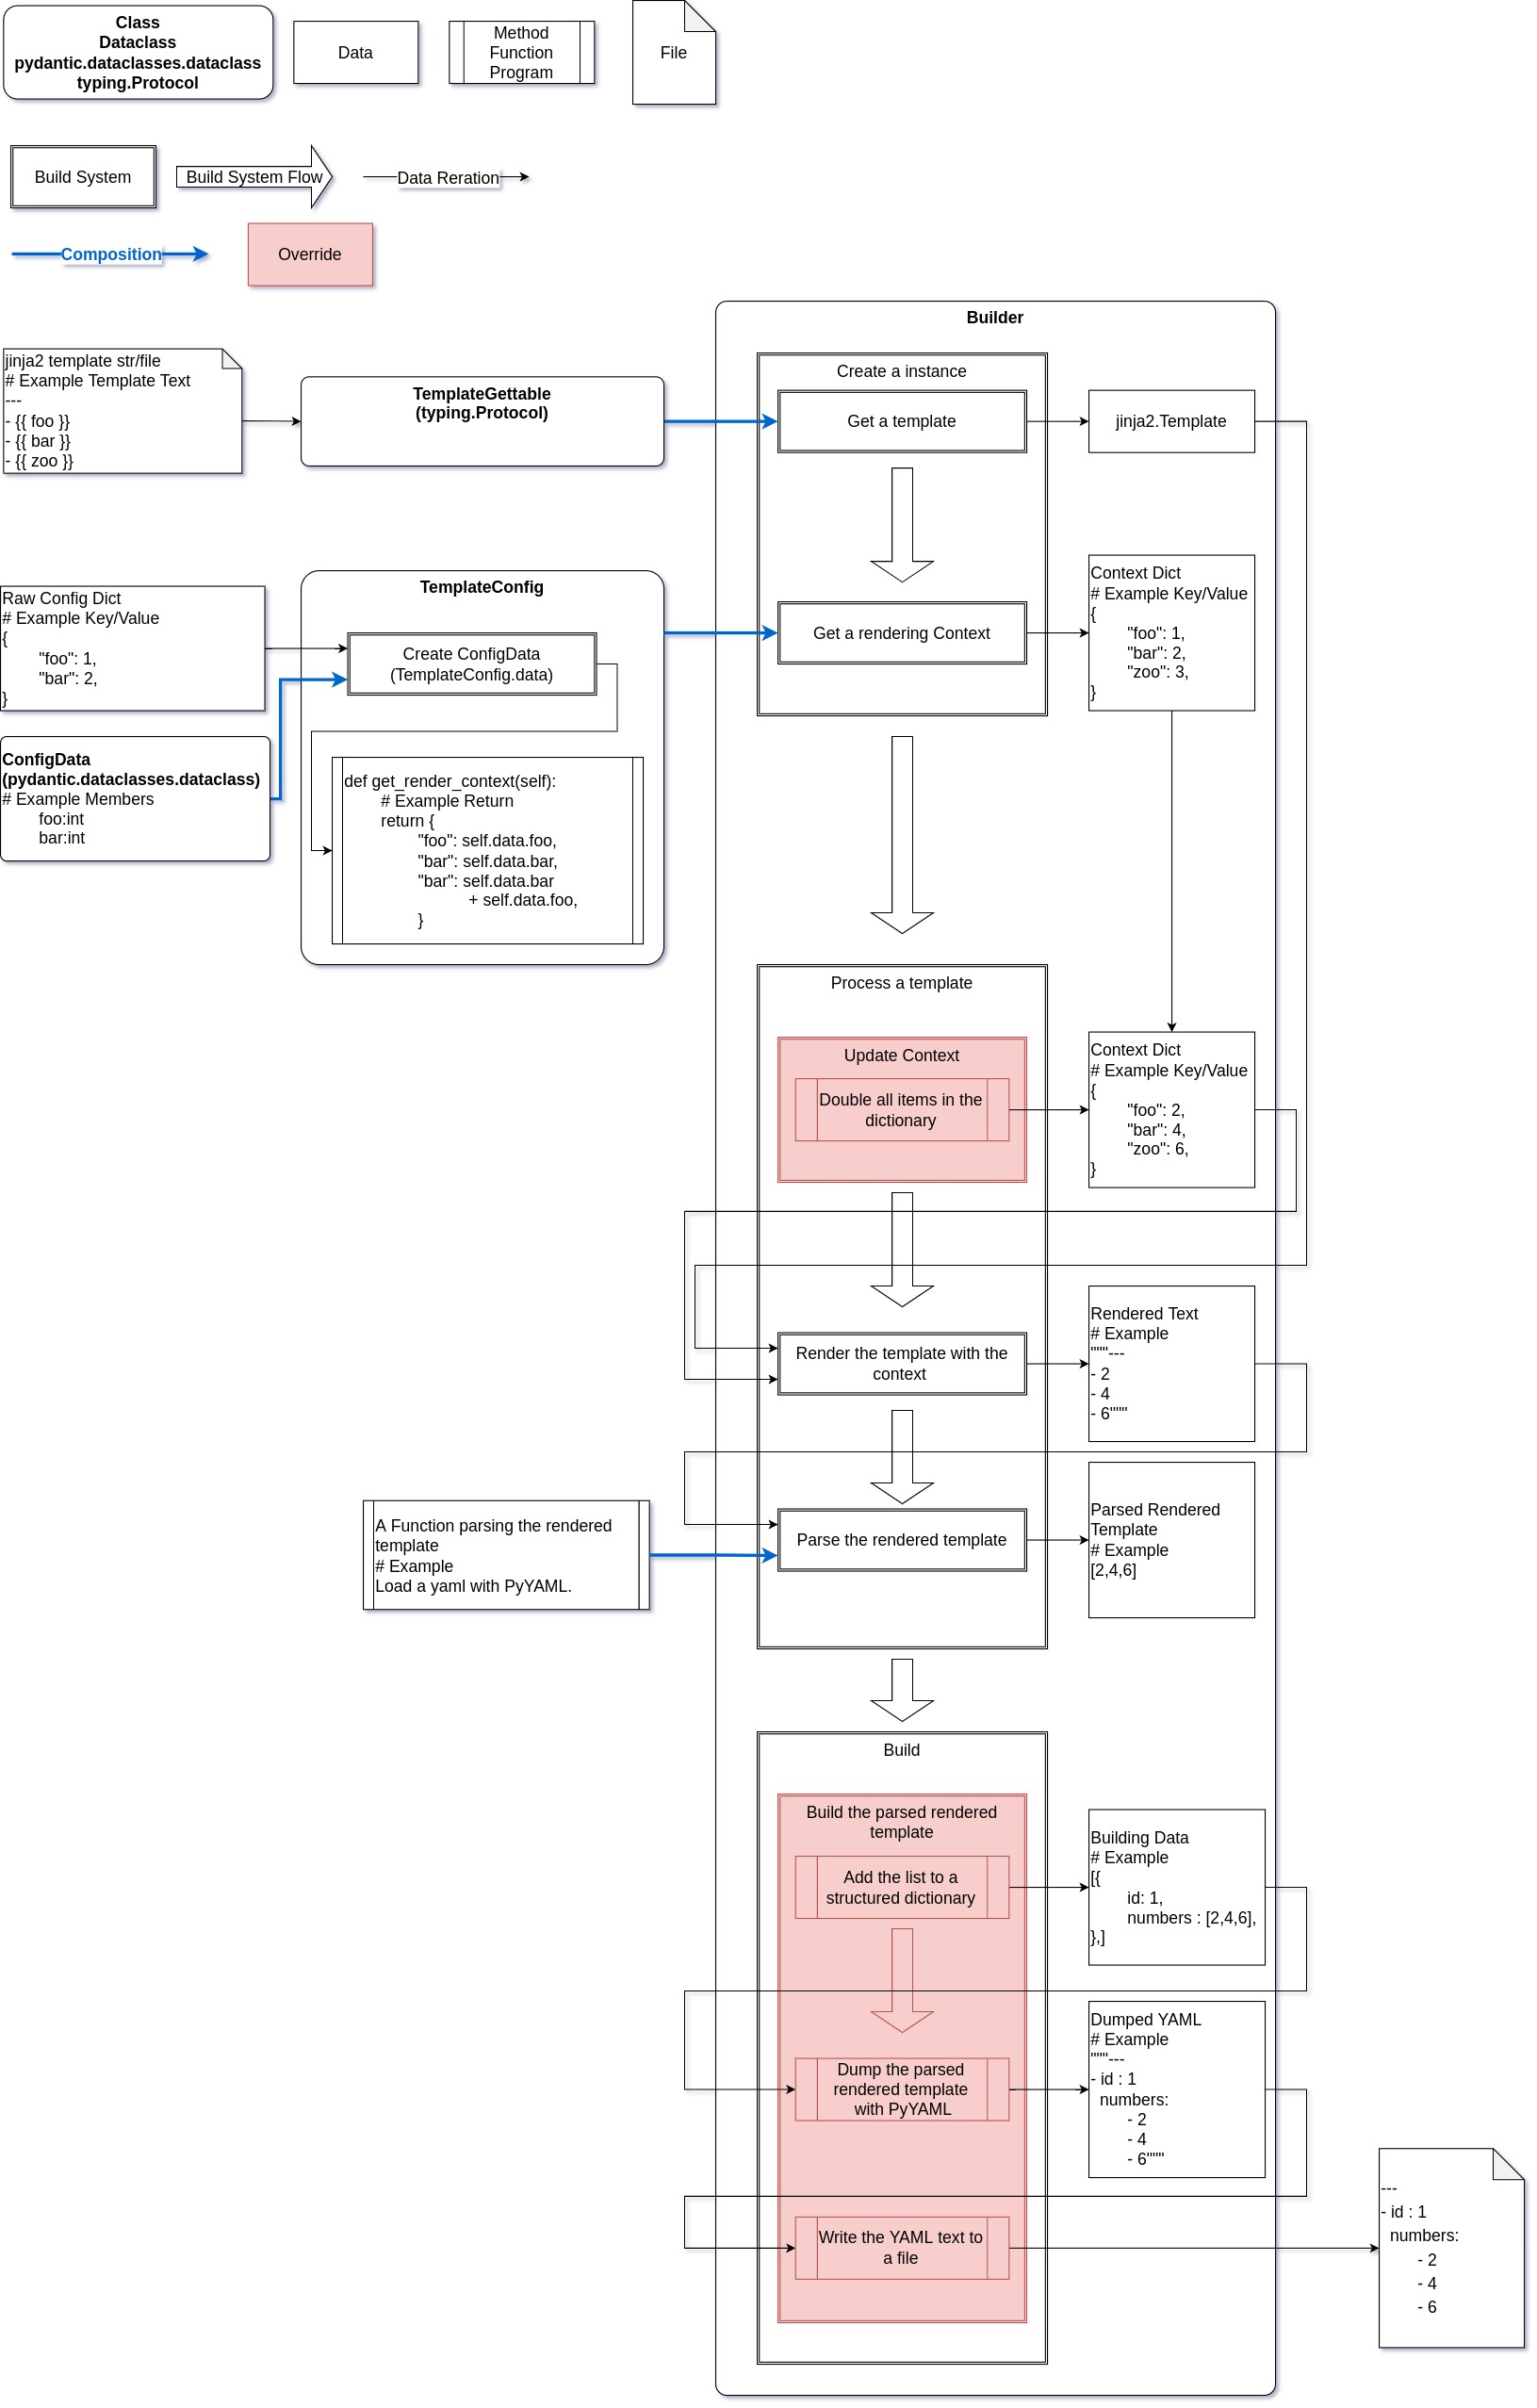 Class
Dataclass
pydantic.dataclasses.dataclass
typing.Protocol
Data
Method
Function
Program
File
Build System
Build System Flow
Data Reration
Composition
Override
Builder
jinja2 template str/file
# Example Template Text
---
- {{ foo }}
- {{ bar }}
- {{ zoo }}
TemplateGettable
(typing.Protocol)
Create a instance
Get a template
jinja2.Template
Raw Config Dict
# Example Key/Value
{
"foo": 1,
"bar": 2,
}
TemplateConfig
Create ConfigData
(TemplateConfig.data)
Get a rendering Context
Context Dict
# Example Key/Value
{
"foo": 1,
"bar": 2,
"zoo": 3,
}
ConfigData
(pydantic.dataclasses.dataclass)
# Example Members
foo:int
bar:int
def get_render_context(self):
# Example Return
return {
"foo": self.data.foo,
"bar": self.data.bar,
"bar": self.data.bar
+ self.data.foo,
}
Process a template
Update Context
Double all items in the
dictionary
Context Dict
# Example Key/Value
{
"foo": 2,
"bar": 4,
"zoo": 6,
}
Render the template with the
context
Rendered Text
# Example
"""---
- 2
- 4
- 6"""
A Function parsing the rendered
template
# Example
Load a yaml with PyYAML.
Parse the rendered template
Parsed Rendered
Template
# Example
[2,4,6]
Build
Build the parsed rendered
template
Add the list to a
structured dictionary
Building Data
# Example
[{
id: 1,
numbers : [2,4,6],
},]
Dump the parsed
rendered template
with PyYAML
Dumped YAML
# Example
"""---
- id : 1
numbers:
- 2
- 4
- 6"""
Write the YAML text to
a file
---
- id : 1
numbers:
- 2
- 4
- 6